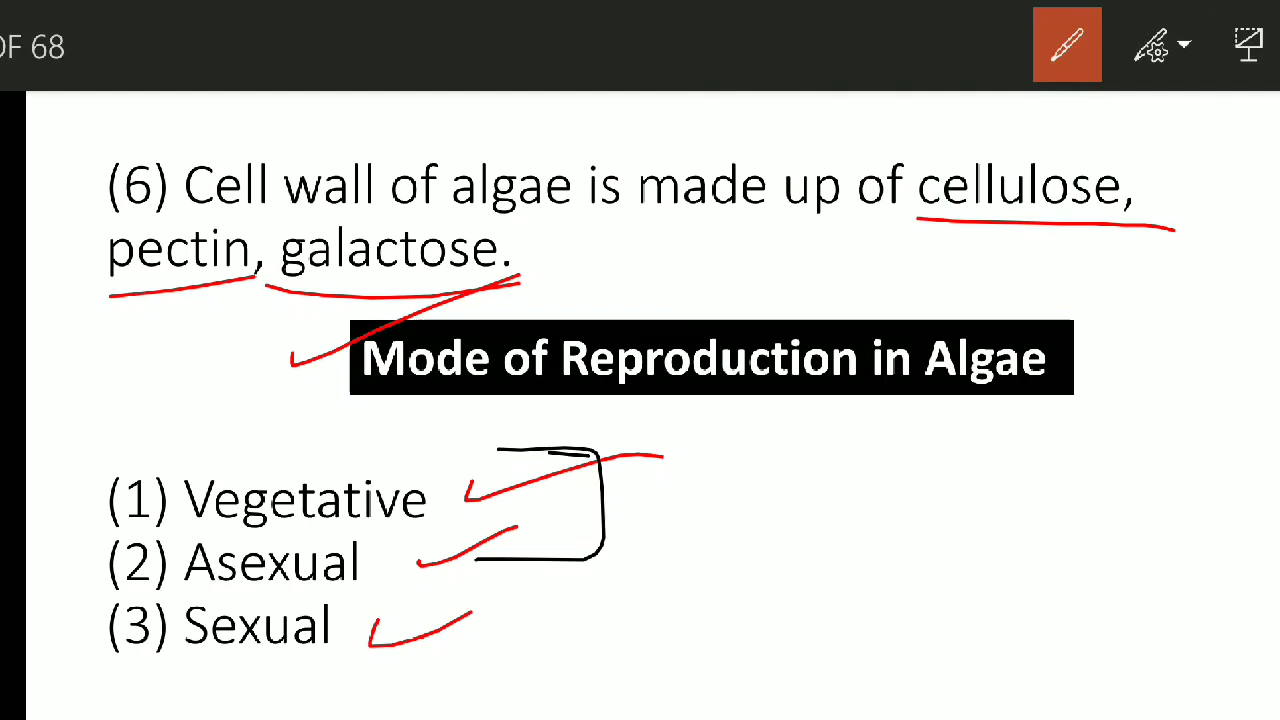 OF 68
(6) Cell wall of algae is made up of cellulose,
pectin, galactose.
Mode of Reproduction in Algae
(1) Vegetative
(2) Asexual
(3) Sexual